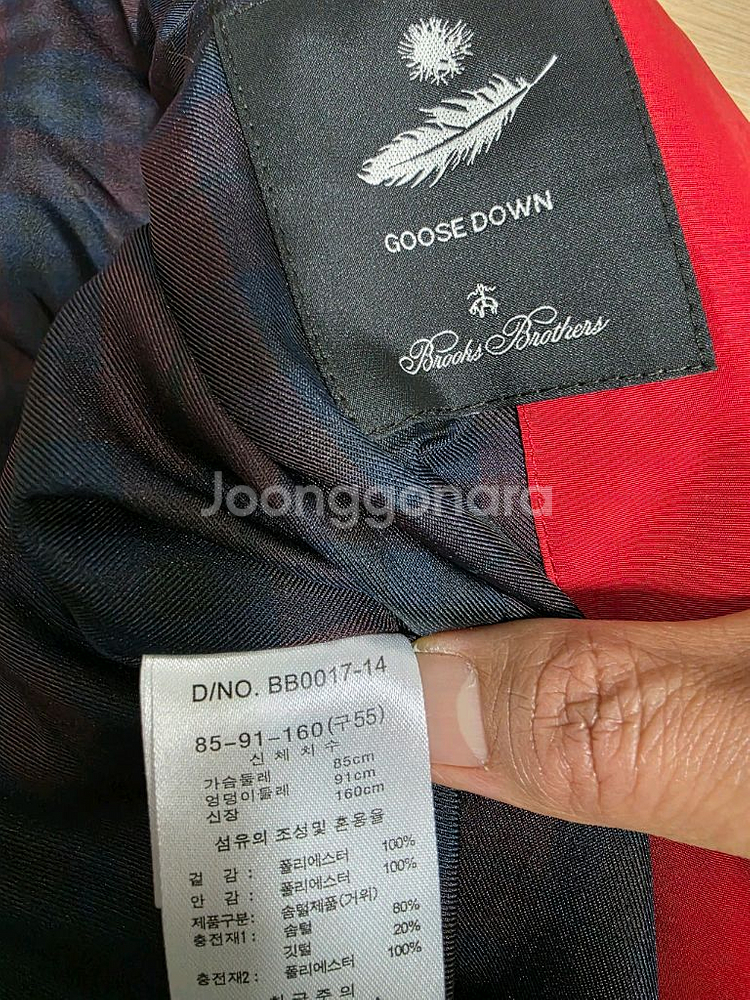 GOOSE DOWN
Brooks Brothers
Joonggonara
D/NO. BB0017-14
85-91-160(구55)
신 체 치 수
가슴둘레 85cm
엉덩이둘레 91cm
신장 160cm
섬유의 조성및 혼용율
겉 감 : 폴리에스터 100%
안 감 : 폴리에스터 100%
제품구분: 솜털제품(거위)
충전재1 : 솜털 80%
깃털 20%
충전재2 : 폴리에스터 100%
취 급 주 의